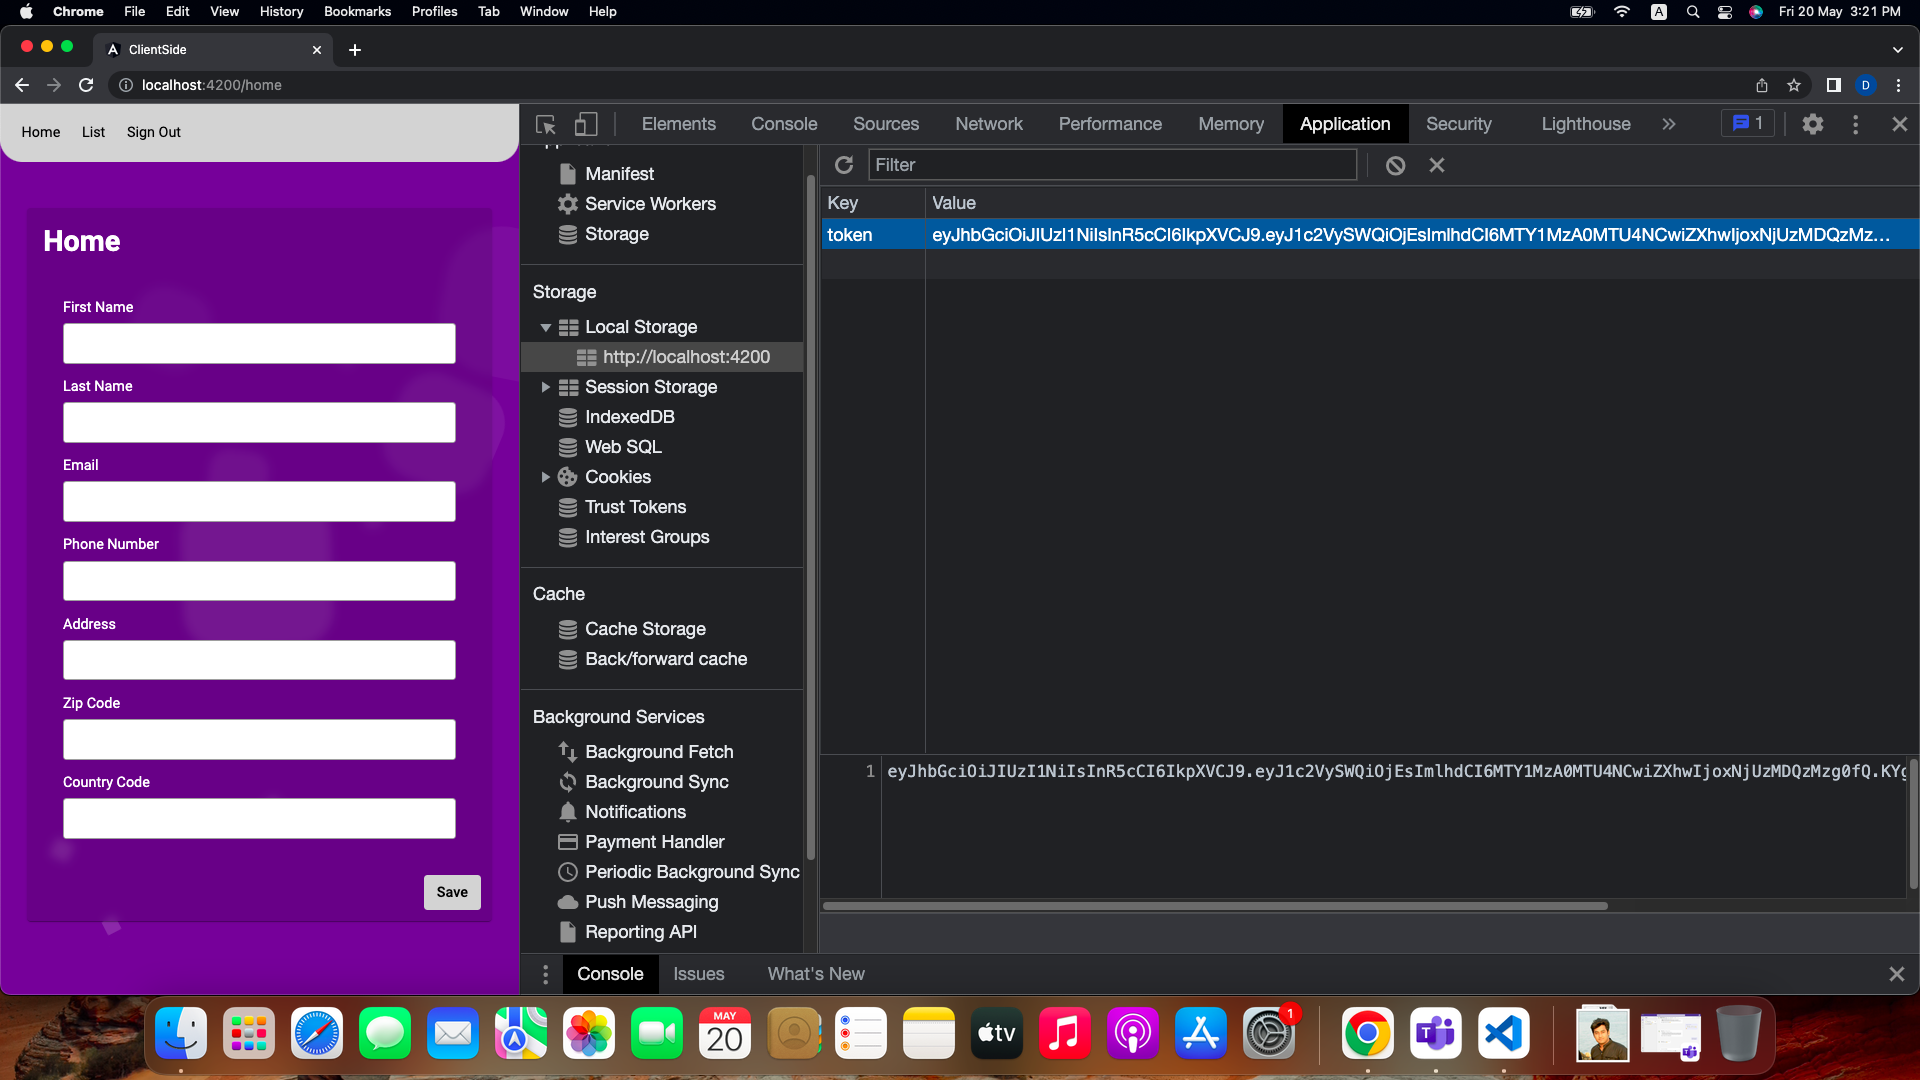 Chrome File Edit View History Bookmarks Profiles Tab Window Help
A Fri 20 May 3:21 PM
ClientSide
localhost:4200/home
D
Home List Sign Out
Home
First Name
Last Name
Email
Phone Number
Address
Zip Code
Country Code
Save
Elements Console Sources Network Performance Memory Application Security Lighthouse 1
Manifest
Service Workers
Storage
Storage
Local Storage
http://localhost:4200
Session Storage
IndexedDB
Web SQL
Cookies
Trust Tokens
Interest Groups
Cache
Cache Storage
Back/forward cache
Background Services
Background Fetch
Background Sync
Notifications
Payment Handler
Periodic Background Sync
Push Messaging
Reporting API
Filter
Key Value
token eyJhbGciOiJIUzI1NiIsInR5cCI6IkpXVCJ9.eyJ1c2VySWQiOjEsImlhdCI6MTY1MzA0MTU4NCwiZXhwIjoxNjUzMDQzMz...
1 eyJhbGciOiJIUzI1NiIsInR5cCI6IkpXVCJ9.eyJ1c2VySWQiOjEsImlhdCI6MTY1MzA0MTU4NCwiZXhwIjoxNjUzMDQzMzg0fQ.KYg
Console Issues What's New
MAY
20
tv
1
T